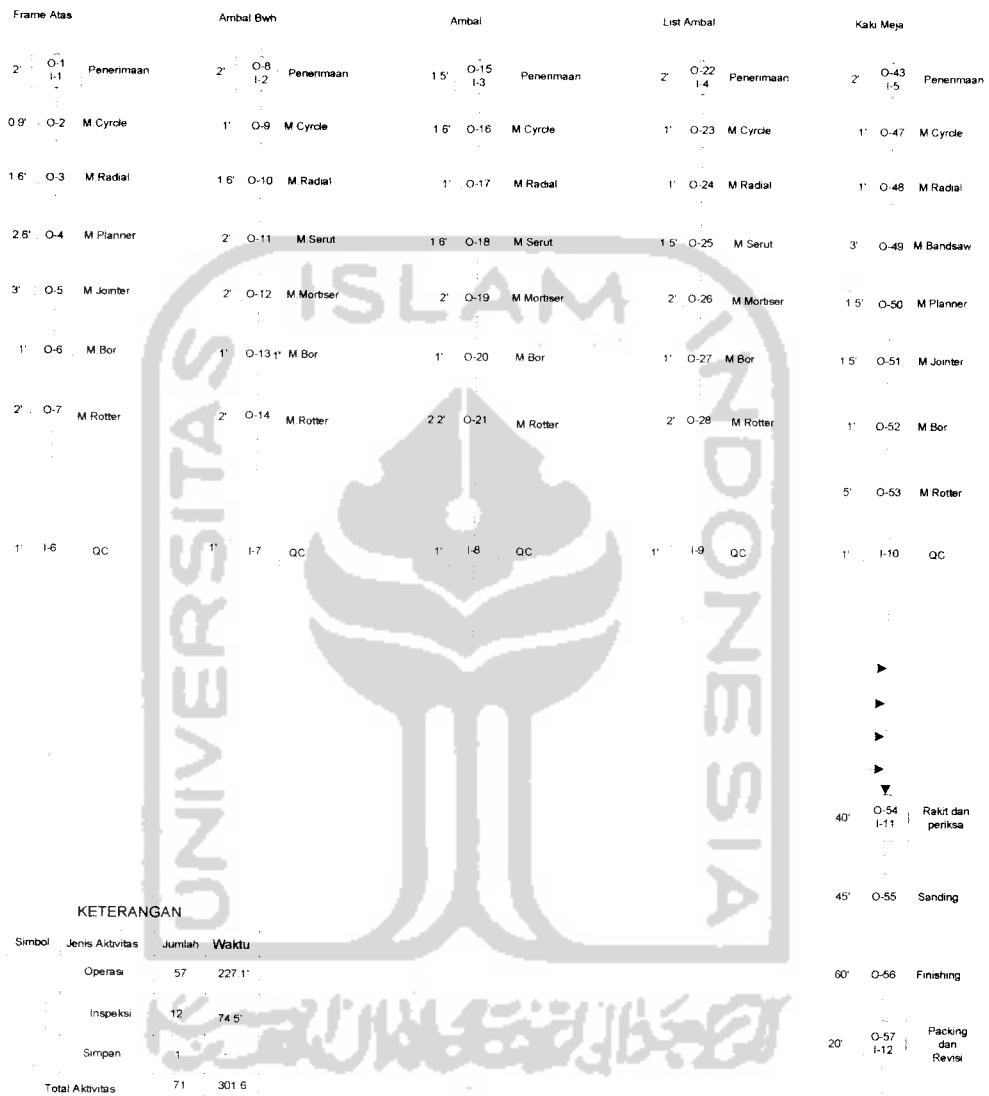 Frame Atas
Ambal Bwh
Ambal
List Ambal
Kaki Meja
2' O-1 I-1 Penerimaan
2' O-8 I-2 Penerimaan
1 5' O-15 I-3 Penerimaan
2' O-22 I-4 Penerimaan
2' O-43 I-5 Penerimaan
0 9' O-2 M.Cyrcle
1' O-9 M Cyrcle
1 6' O-16 M Cyrcle
1' O-23 M Cyrcle
1' O-47 M Cyrcle
1 6' O-3 M.Radial
1 6' O-10 M.Radial
1' O-17 M Radial
1' O-24 M Radial
1' O-48 M Radial
2.6' O-4 M Planner
2' O-11 M.Serut
1 6' O-18 M Serut
1 5' O-25 M Serut
3' O-49 M Bandsaw
3' O-5 M Jointer
2' O-12 M.Mortiser
2' O-19 M Mortiser
2' O-26 M Mortiser
1 5' O-50 M Planner
1' O-6 M.Bor
1' O-13 1' M Bor
1' O-20 M Bor
1' O-27 M Bor
1 5' O-51 M Jointer
2' O-7 M Rotter
2' O-14 M.Rotter
2 2' O-21 M Rotter
2' O-28 M Rotter
1' O-52 M Bor
5' O-53 M Rotter
1' I-6 QC
1' I-7 QC
1' I-8 QC
1' I-9 QC
1' I-10 QC
40' O-54 I-11 Rakit dan
periksa
45' O-55 Sanding
60' O-56 Finishing
20' O-57 I-12 Packing
dan
Revisi
KETERANGAN
Simbol Jenis Aktivitas Jumlah Waktu
Operasi 57 227.1'
Inspeksi 12 74 5'
Simpan 1 -
Total Aktivitas 71 301 6
UNIVERSITAS
ISLAM
INDONESIA